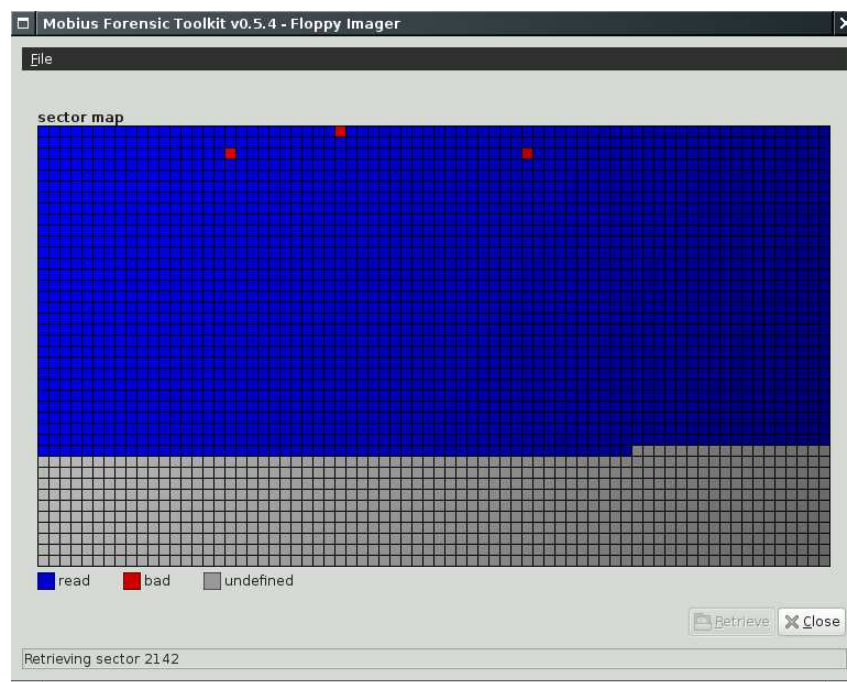 Mobius Forensic Toolkit v0.5.4 - Floppy Imager
File
sector map
read bad undefined
Retrieve Close
Retrieving sector 2142